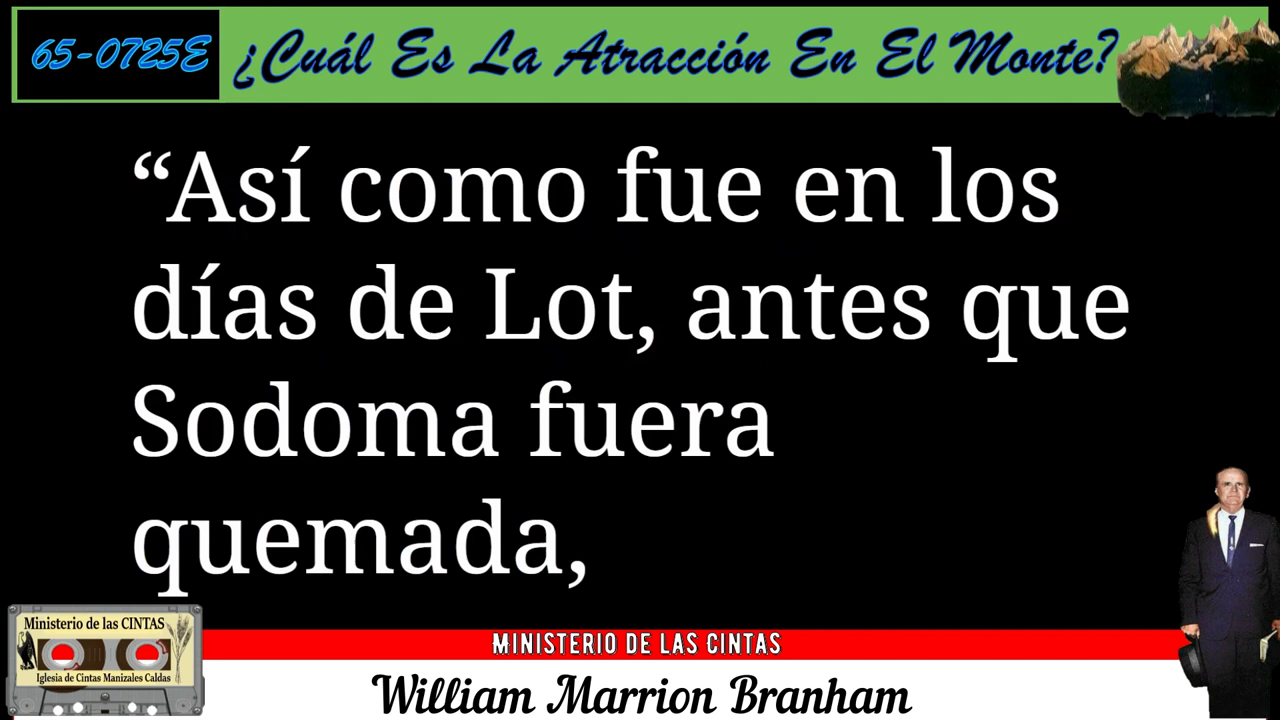 65-0725E ¿Cuál Es La Atracción En El Monte?
“Así como fue en los
días de Lot, antes que
Sodoma fuera
quemada,
Ministerio de las CINTAS
Iglesia de Cintas Manizales Caldas
MINISTERIO DE LAS CINTAS
William Marrion Branham